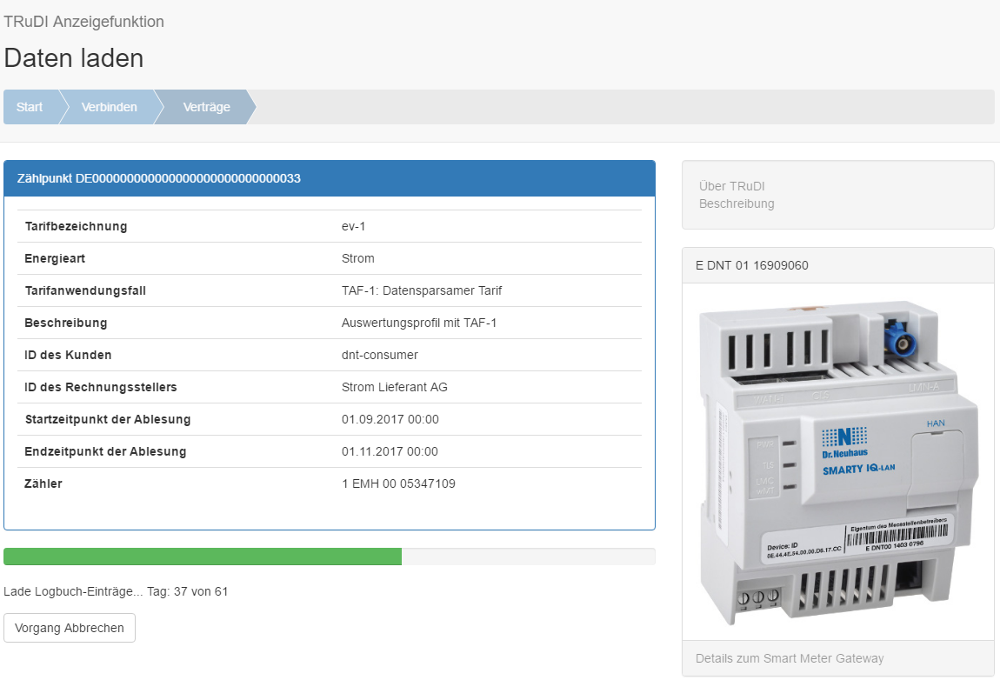 TRuDI Anzeigefunktion
Daten laden
Start
Verbinden
Verträge
Zählpunkt DE0000000000000000000000000000033
Tarifbezeichnung ev-1
Energieart Strom
Tarifanwendungsfall TAF-1: Datensparsamer Tarif
Beschreibung Auswertungsprofil mit TAF-1
ID des Kunden dnt-consumer
ID des Rechnungsstellers Strom Lieferant AG
Startzeitpunkt der Ablesung 01.09.2017 00:00
Endzeitpunkt der Ablesung 01.11.2017 00:00
Zähler 1 EMH 00 05347109
Lade Logbuch-Einträge... Tag: 37 von 61
Vorgang Abbrechen
Über TRuDI
Beschreibung
E DNT 01 16909060
CLS
LMN-A
HAN
PWR
TLS
LMC
wMT
N
Dr.Neuhaus
SMARTY IQ-LAN
Eigentum des Messstellenbetreibers
Device: ID
0E.44.4E.54.00.00.D6.17.CC
E DNT00 1403 0796
Details zum Smart Meter Gateway